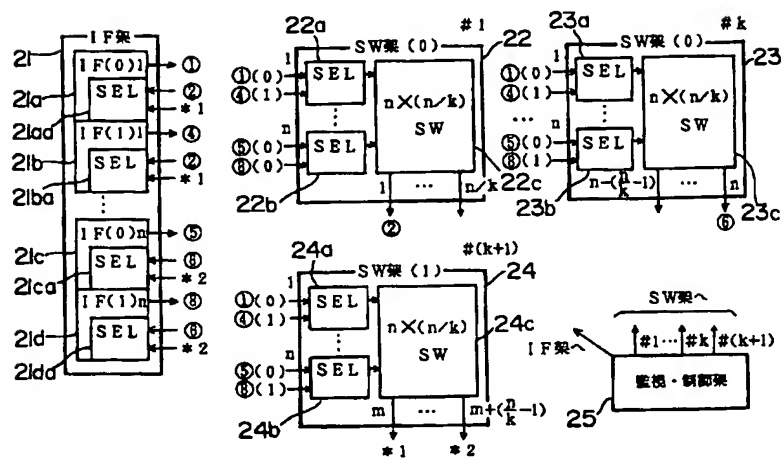 21
IF架
IF(0)1
①
21a
SEL
②
*1
21aa
IF(1)1
④
21b
SEL
②
*1
21ba
IF(0)n
⑤
21c
SEL
⑥
*2
21ca
IF(1)n
⑧
21d
SEL
⑥
*2
21da
22a
#1
SW架(0)
22
1
①(0)
④(1)
SEL
n×(n/k)
SW
n
⑤(0)
⑧(0)
SEL
22b
22c
1 … n/k
②
23a
#k
SW架(0)
23
1
①(0)
④(1)
SEL
n×(n/k)
SW
n
⑤(0)
⑧(1)
SEL
23b
23c
n-(n/k-1) … n
⑥
24a
#(k+1)
SW架(1)
24
1
①(0)
④(1)
SEL
n×(n/k)
SW
24c
n
⑤(0)
⑧(1)
SEL
24b
m … m+(n/k-1)
*1 *2
SW架へ
IF架へ
#1…#k #(k+1)
監視・制御架
25